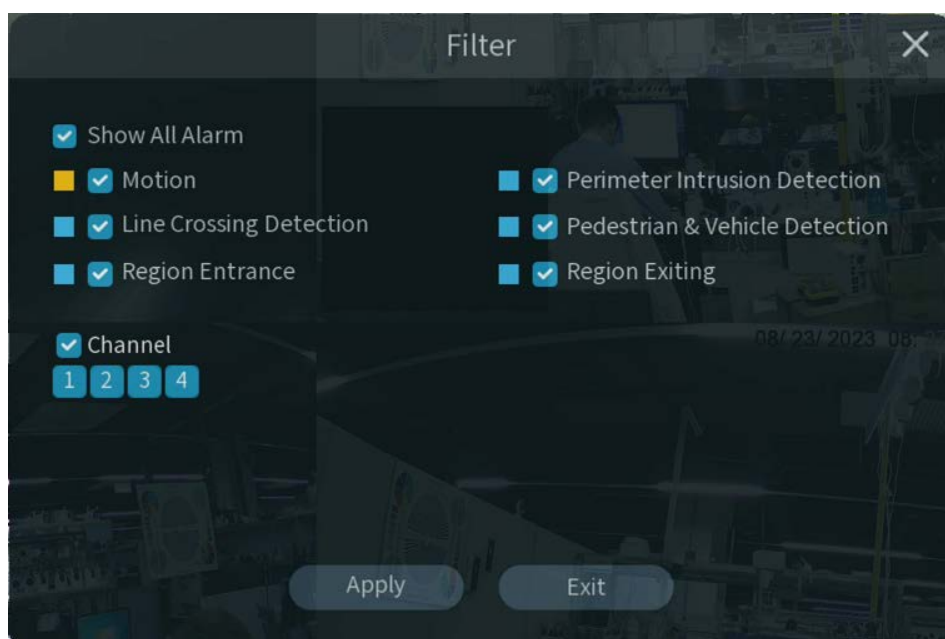 Filter
Show All Alarm
Motion
Perimeter Intrusion Detection
Line Crossing Detection
Pedestrian & Vehicle Detection
Region Entrance
Region Exiting
Channel
08/23/2023 08:
1 2 3 4
Apply
Exit